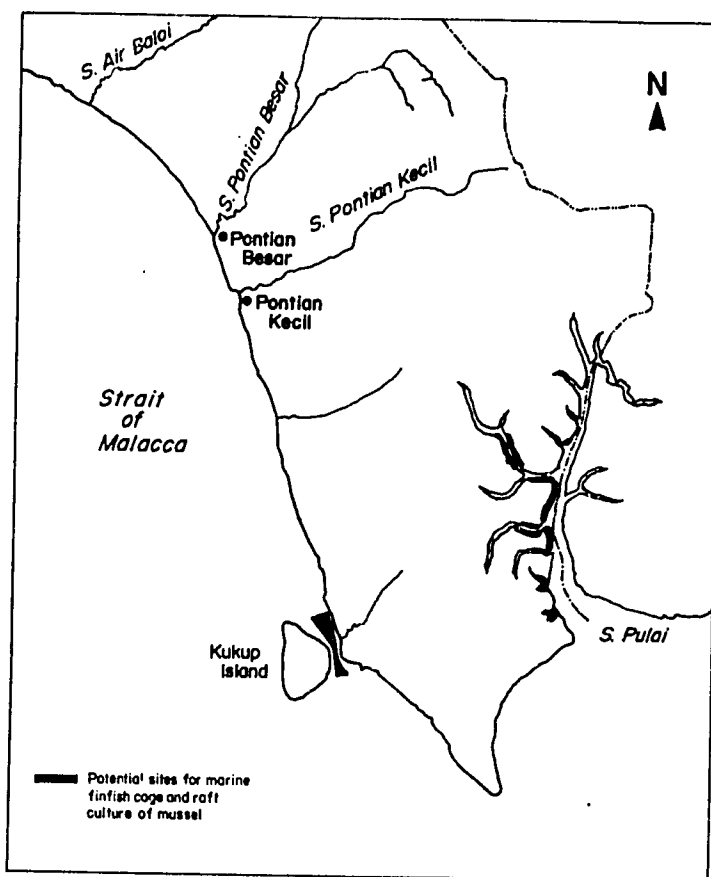 S. Air Baloi
S. Pontian Besar
N
S. Pontian Kecil
Pontian
Besar
Pontian
Kecil
Strait
of
Malacca
Kukup
Island
S. Pulai
Potential sites for marine
finfish cage and raft
culture of mussel